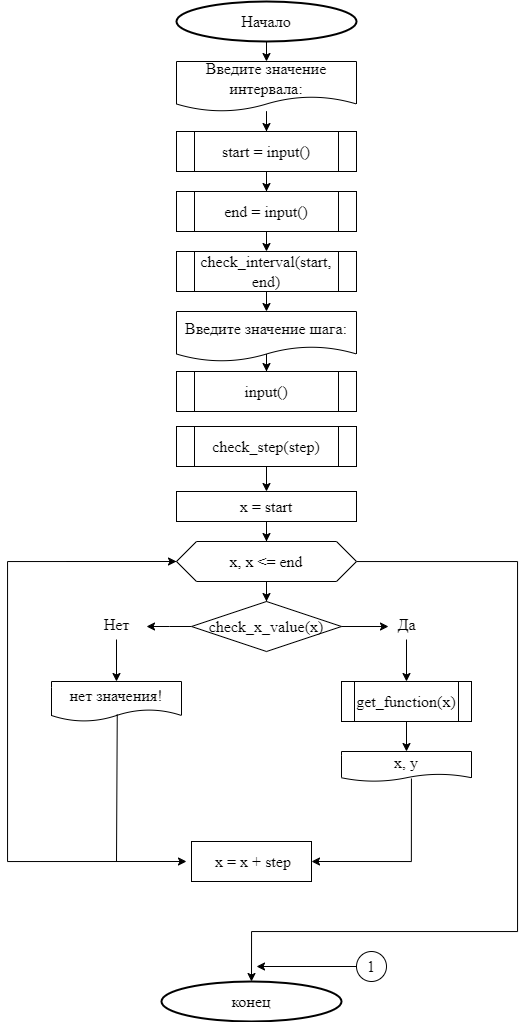 Начало
Введите значение
интервала:
start = input()
end = input()
check_interval(start,
end)
Введите значение шага:
input()
check_step(step)
x = start
x, x <= end
Нет
check_x_value(x)
Да
нет значения!
get_function(x)
x, y
x = x + step
1
конец